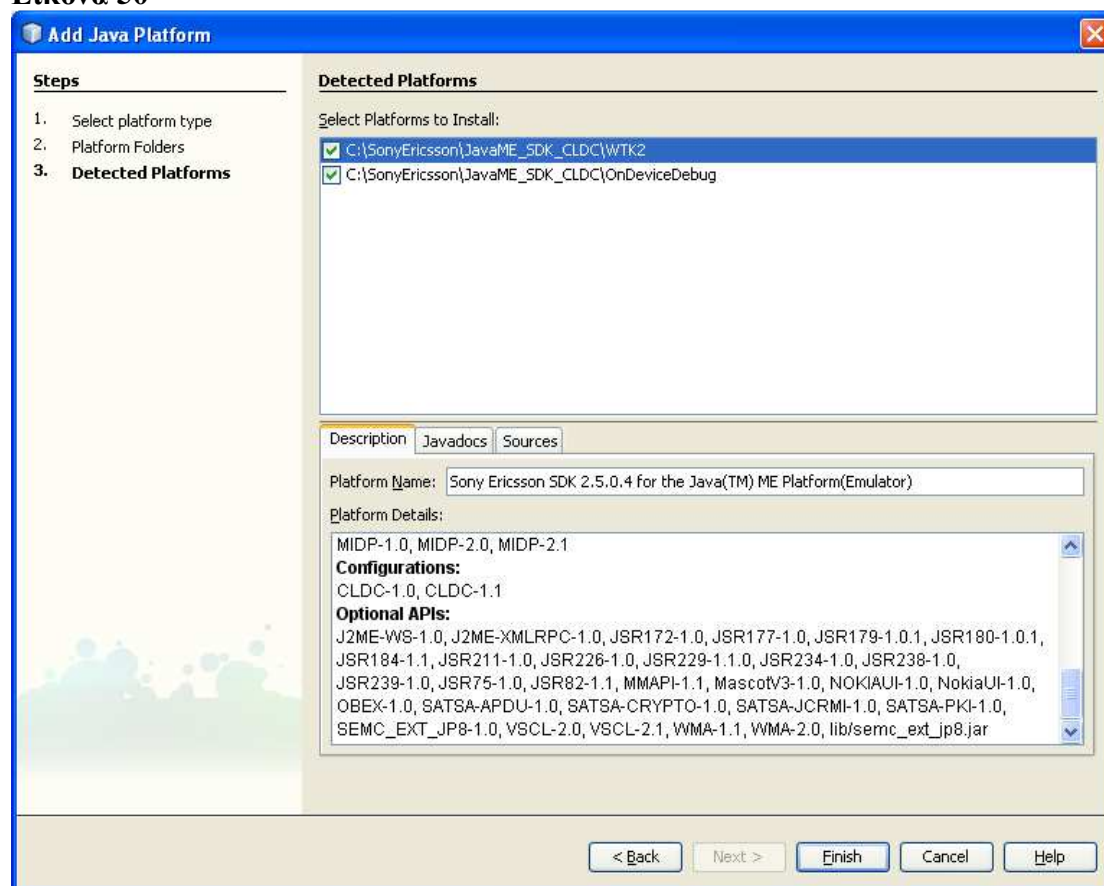 Add Java Platform
Steps
1. Select platform type
2. Platform Folders
3. Detected Platforms
Detected Platforms
Select Platforms to Install:
C:\SonyEricsson\JavaME_SDK_CLDC\WTK2
C:\SonyEricsson\JavaME_SDK_CLDC\OnDeviceDebug
Description Javadocs Sources
Platform Name: Sony Ericsson SDK 2.5.0.4 for the Java(TM) ME Platform(Emulator)
Platform Details:
MIDP-1.0, MIDP-2.0, MIDP-2.1
Configurations:
CLDC-1.0, CLDC-1.1
Optional APIs:
J2ME-WS-1.0, J2ME-XMLRPC-1.0, JSR172-1.0, JSR177-1.0, JSR179-1.0.1, JSR180-1.0.1,
JSR184-1.1, JSR211-1.0, JSR226-1.0, JSR229-1.1.0, JSR234-1.0, JSR238-1.0,
JSR239-1.0, JSR75-1.0, JSR82-1.1, MMAPI-1.1, MascotV3-1.0, NOKIAUI-1.0, NokiaUI-1.0,
OBEX-1.0, SATSA-APDU-1.0, SATSA-CRYPTO-1.0, SATSA-JCRMI-1.0, SATSA-PKI-1.0,
SEMC_EXT_JP8-1.0, VSCL-2.0, VSCL-2.1, WMA-1.1, WMA-2.0, lib/semc_ext_jp8.jar
< Back Next > Finish Cancel Help